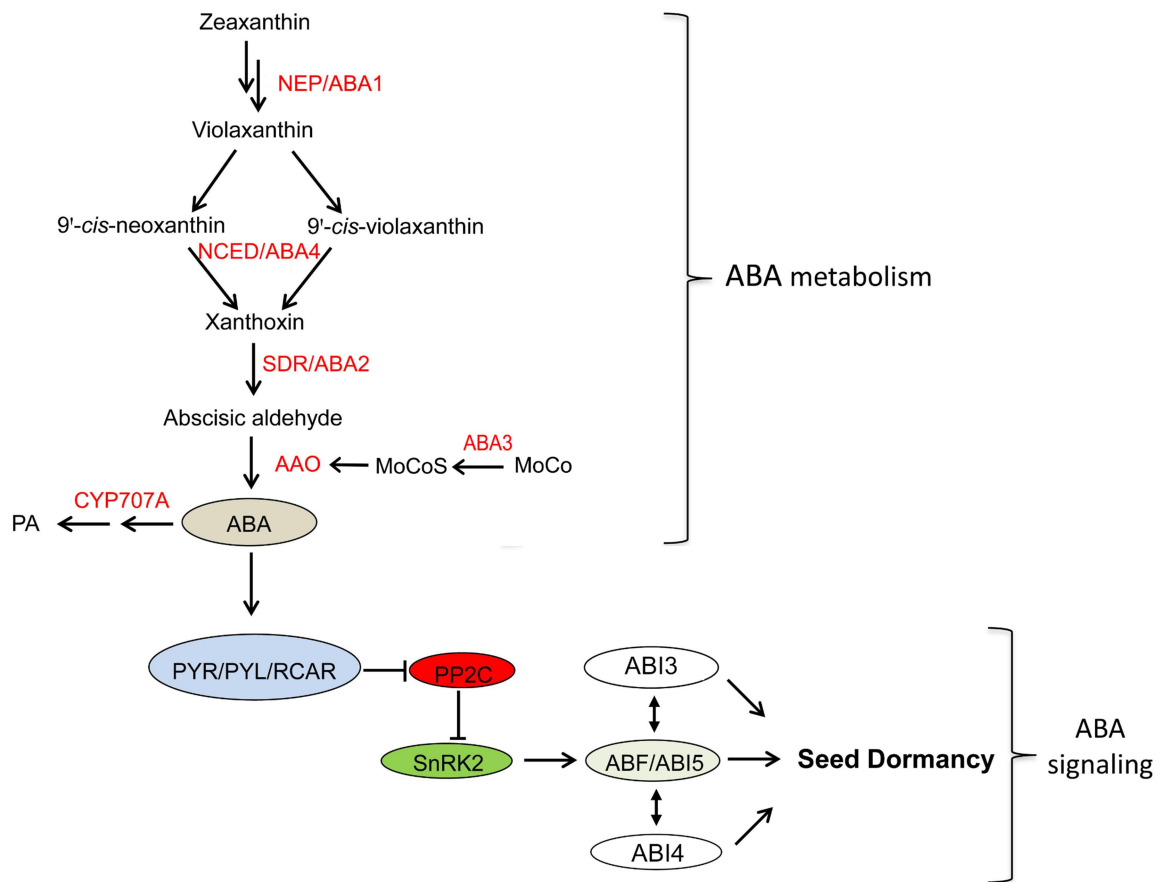 Zeaxanthin
NEP/ABA1
Violaxanthin
9'-cis-neoxanthin
9'-cis-violaxanthin
NCED/ABA4
Xanthoxin
SDR/ABA2
Abscisic aldehyde
AAO
MoCoS
ABA3
MoCo
CYP707A
PA
ABA
ABA metabolism
PYR/PYL/RCAR
PP2C
SnRK2
ABI3
ABF/ABI5
ABI4
Seed Dormancy
ABA
signaling